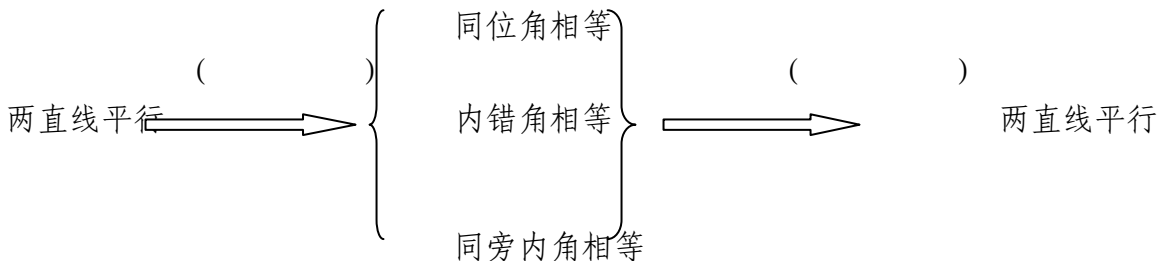 同位角相等
(                ) (                )
两直线平行 内错角相等 两直线平行
同旁内角相等